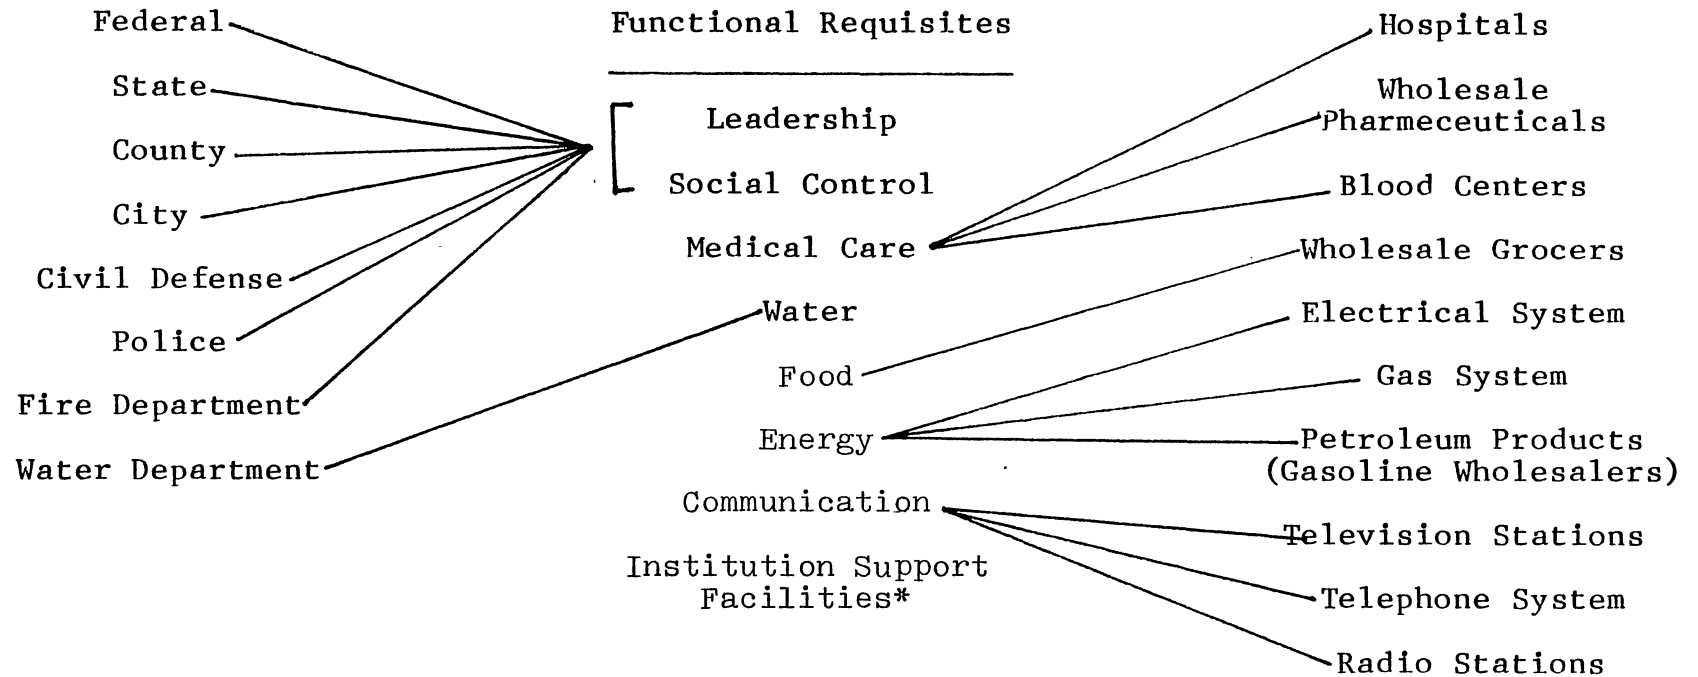 Federal
State
County
City
Civil Defense
Police
Fire Department
Water Department
Functional Requisites
Leadership
Social Control
Medical Care
Water
Food
Energy
Communication
Institution Support
Facilities*
Hospitals
Wholesale
Pharmeceuticals
Blood Centers
Wholesale Grocers
Electrical System
Gas System
Petroleum Products
(Gasoline Wholesalers)
Television Stations
Telephone System
Radio Stations